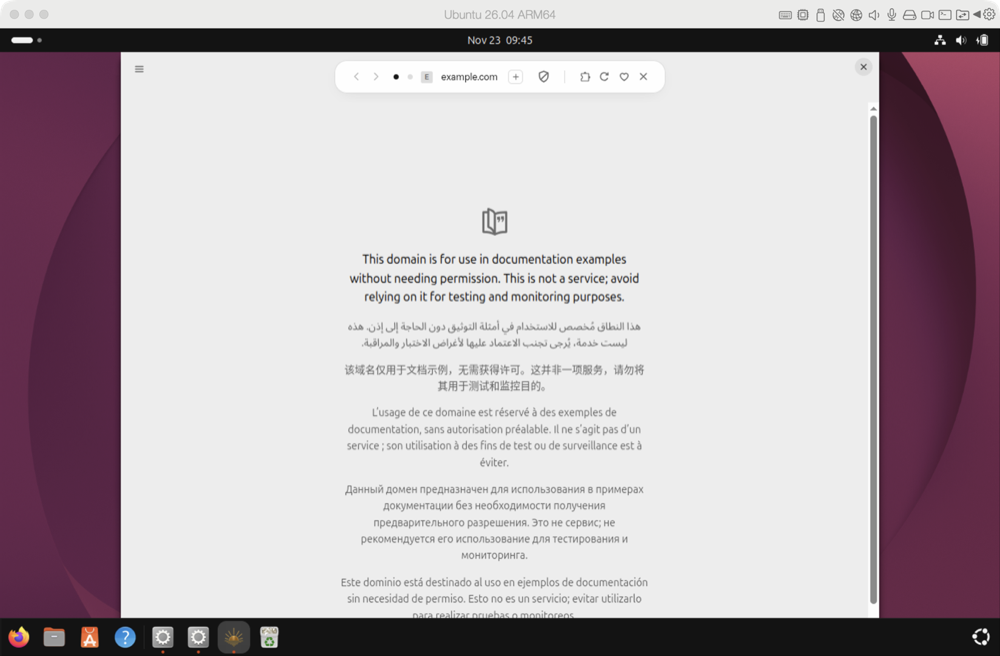 Ubuntu 26.04 ARM64
Nov 23 09:45
E example.com
This domain is for use in documentation examples
without needing permission. This is not a service; avoid
relying on it for testing and monitoring purposes.
هذا النطاق مُخصص للاستخدام في أمثلة التوثيق دون الحاجة إلى إذن. هذه
ليست خدمة، يُرجى تجنب الاعتماد عليها لأغراض الاختبار والمراقبة.
该域名仅用于文档示例，无需获得许可。这并非一项服务，请勿将
其用于测试和监控目的。
L'usage de ce domaine est réservé à des exemples de
documentation, sans autorisation préalable. Il ne s'agit pas d'un
service ; son utilisation à des fins de test ou de surveillance est à
éviter.
Данный домен предназначен для использования в примерах
документации без необходимости получения
предварительного разрешения. Это не сервис; не
рекомендуется его использование для тестирования и
мониторинга.
Este dominio está destinado al uso en ejemplos de documentación
sin necesidad de permiso. Esto no es un servicio; evitar utilizarlo
para realizar pruebas o monitoreos.